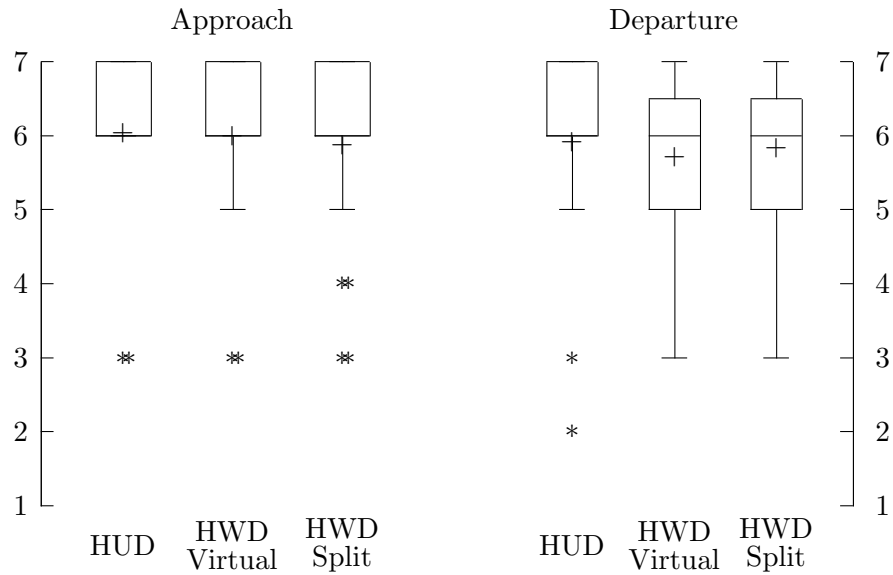 Approach
Departure
7
6
5
4
3
2
1
7
6
5
4
3
2
1
HUD
HWD
Virtual
HWD
Split
HUD
HWD
Virtual
HWD
Split